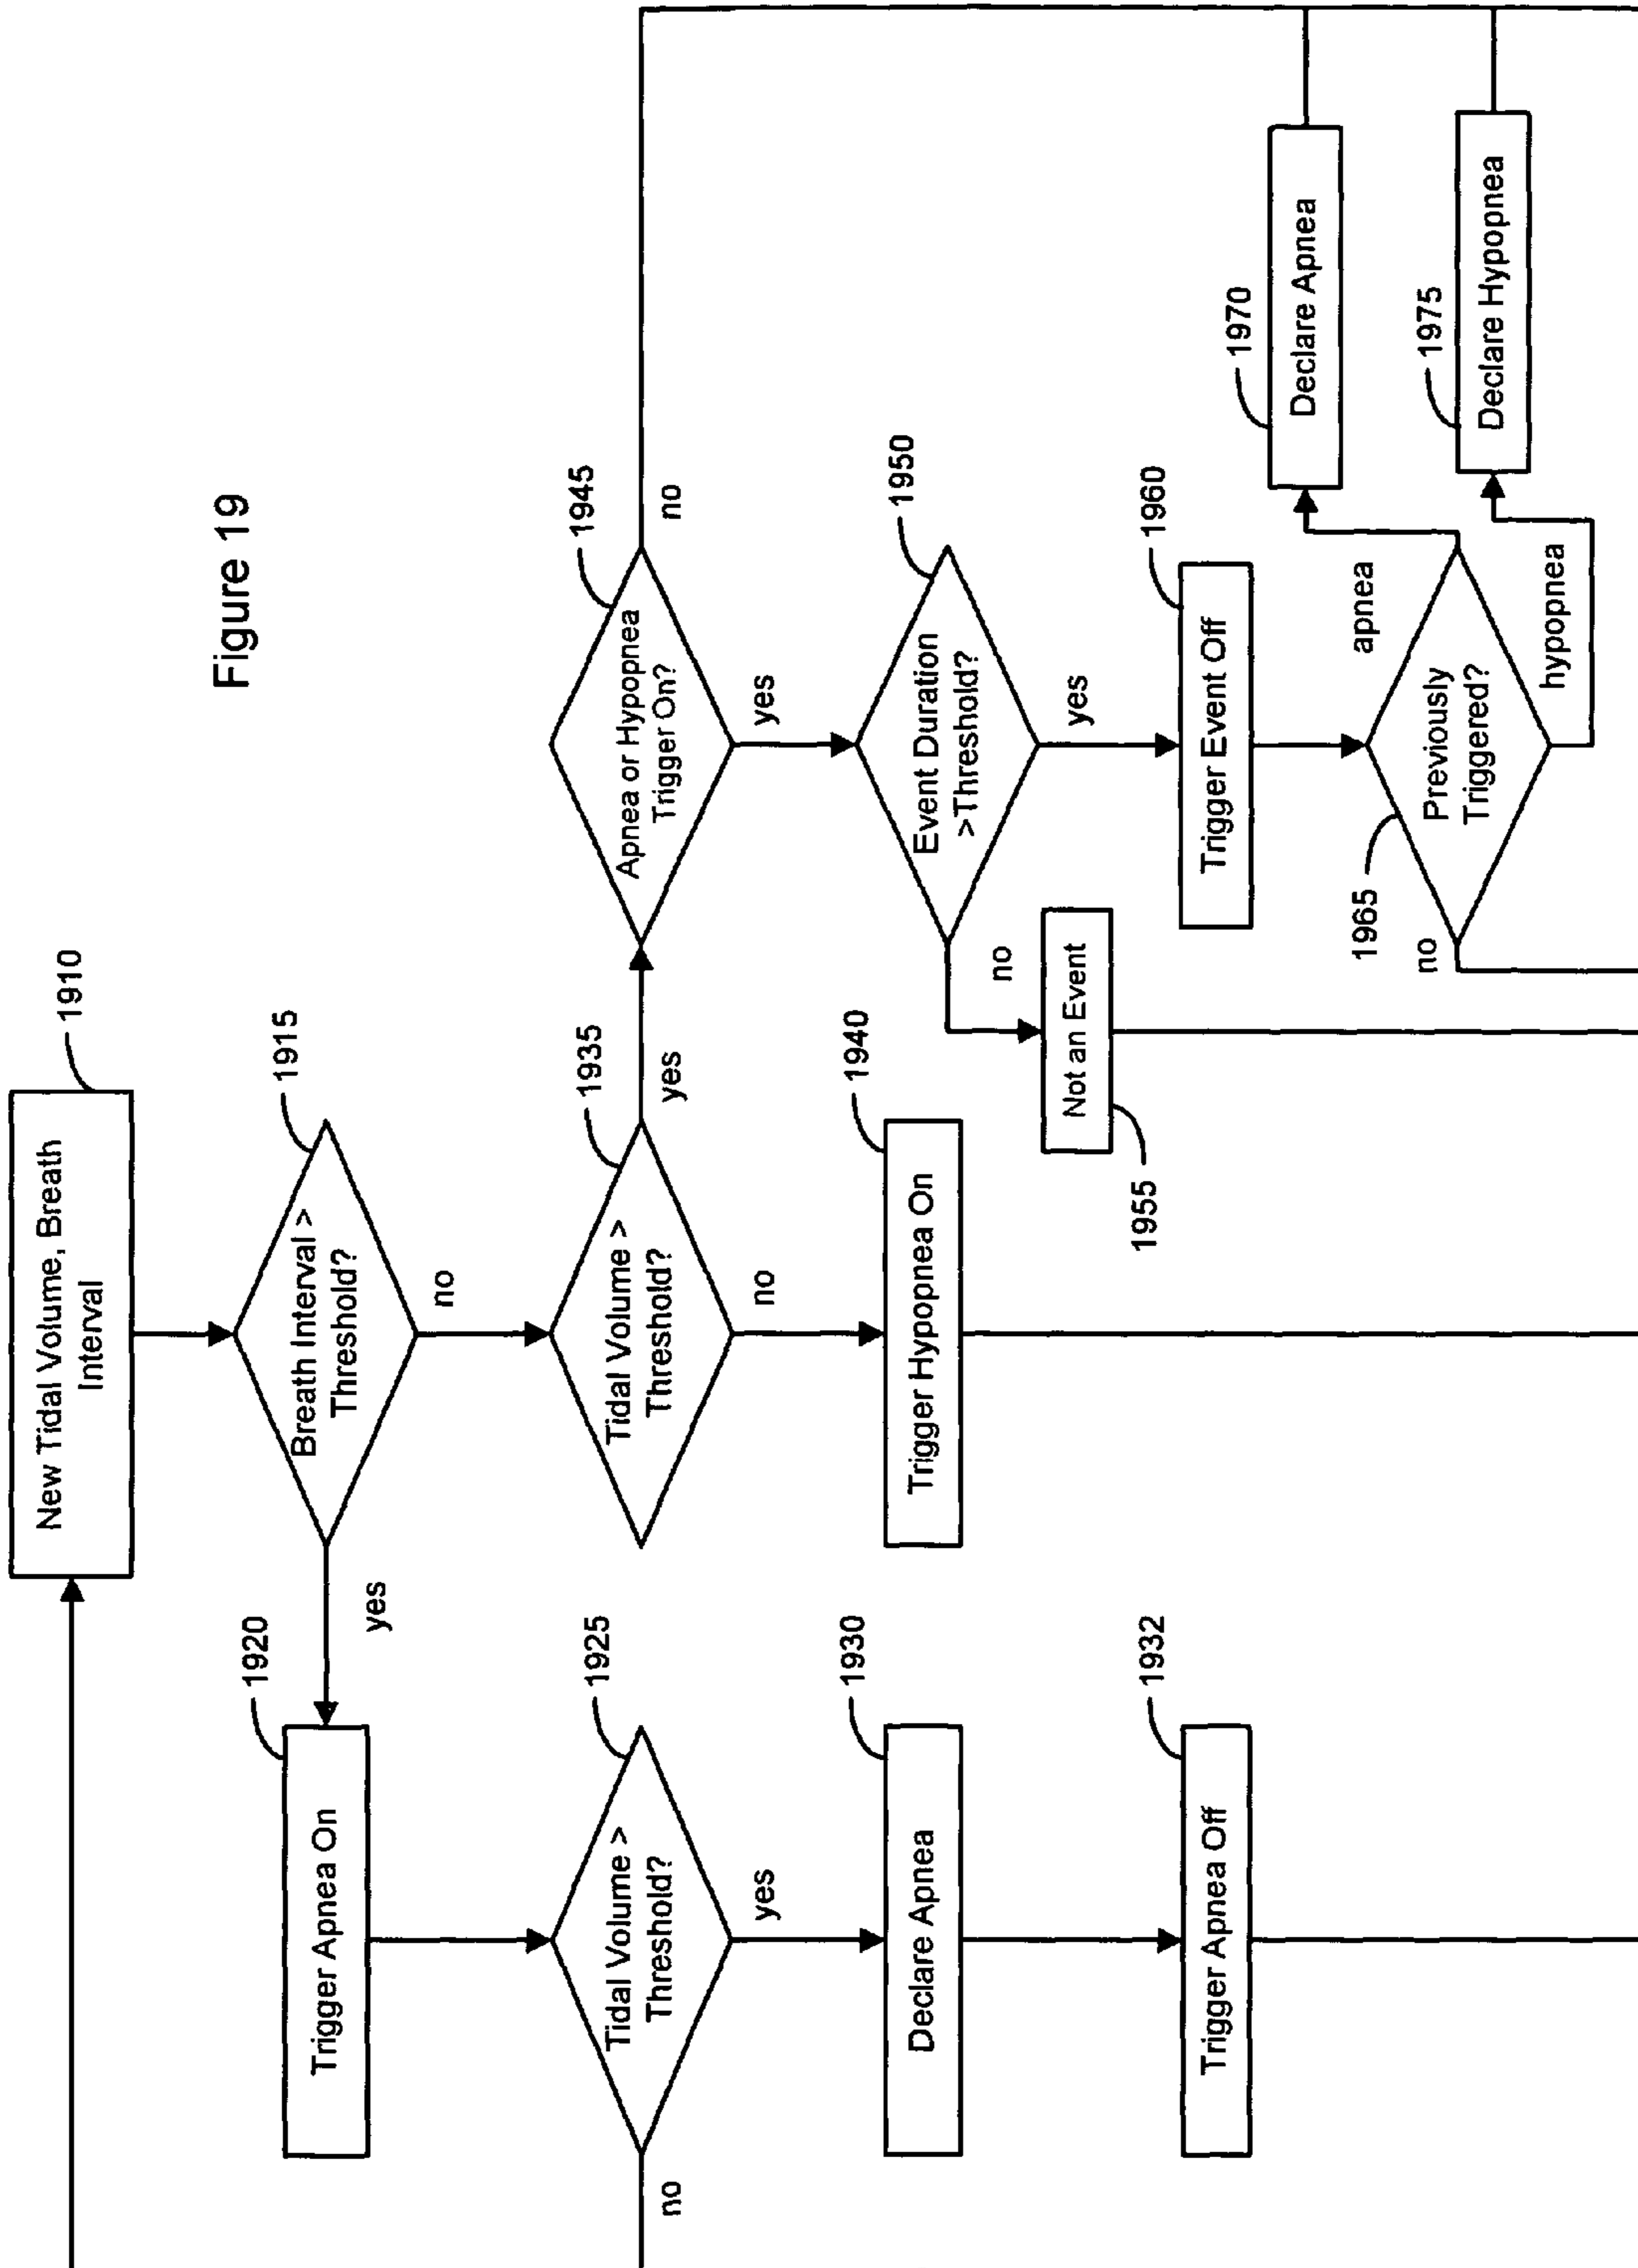 Figure 19
New Tidal Volume, Breath
Interval
1910
Breath Interval >
Threshold?
1915
yes
no
Trigger Apnea On
1920
Tidal Volume >
Threshold?
1925
no
yes
Declare Apnea
1930
Trigger Apnea Off
1932
Tidal Volume >
Threshold?
1935
yes
no
Trigger Hypopnea On
1940
Apnea or Hypopnea
Trigger On?
1945
no
yes
Event Duration
>Threshold?
1950
no
yes
Not an Event
1955
Trigger Event Off
1960
Previously
Triggered?
1965
no
apnea
hypopnea
Declare Apnea
1970
Declare Hypopnea
1975